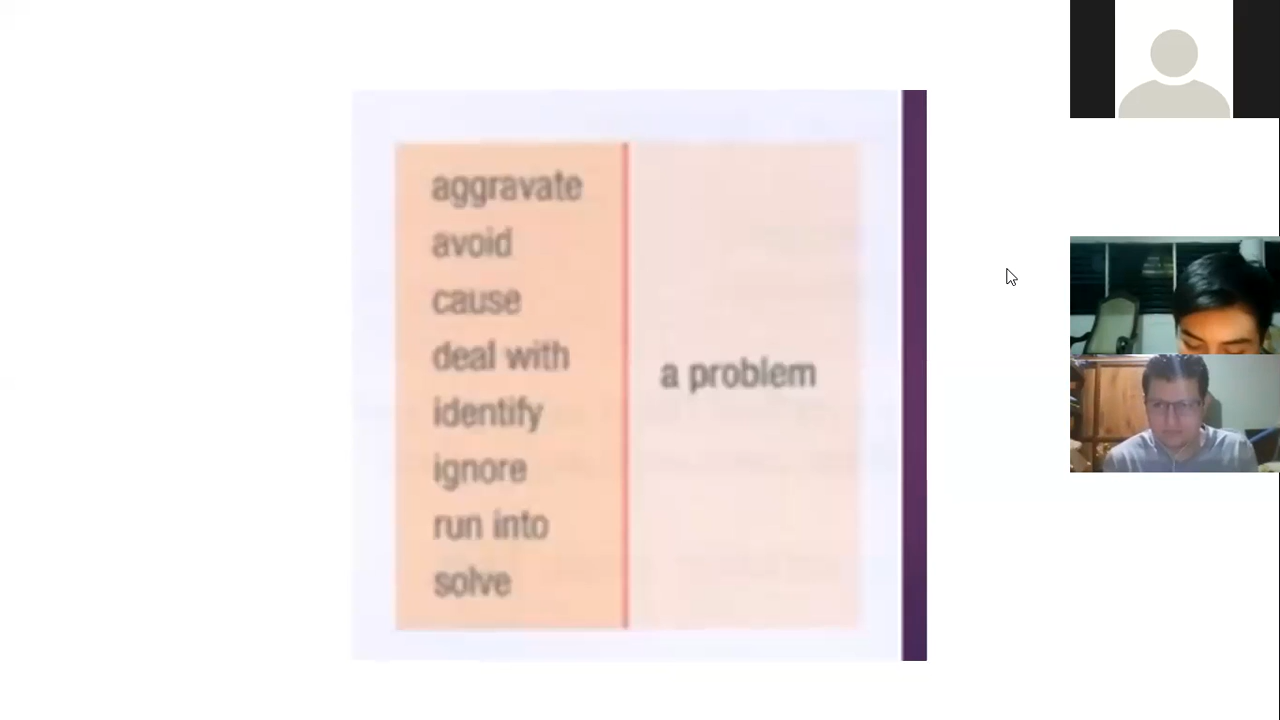 aggravate
avoid
cause
deal with
identify
ignore
run into
solve
a problem